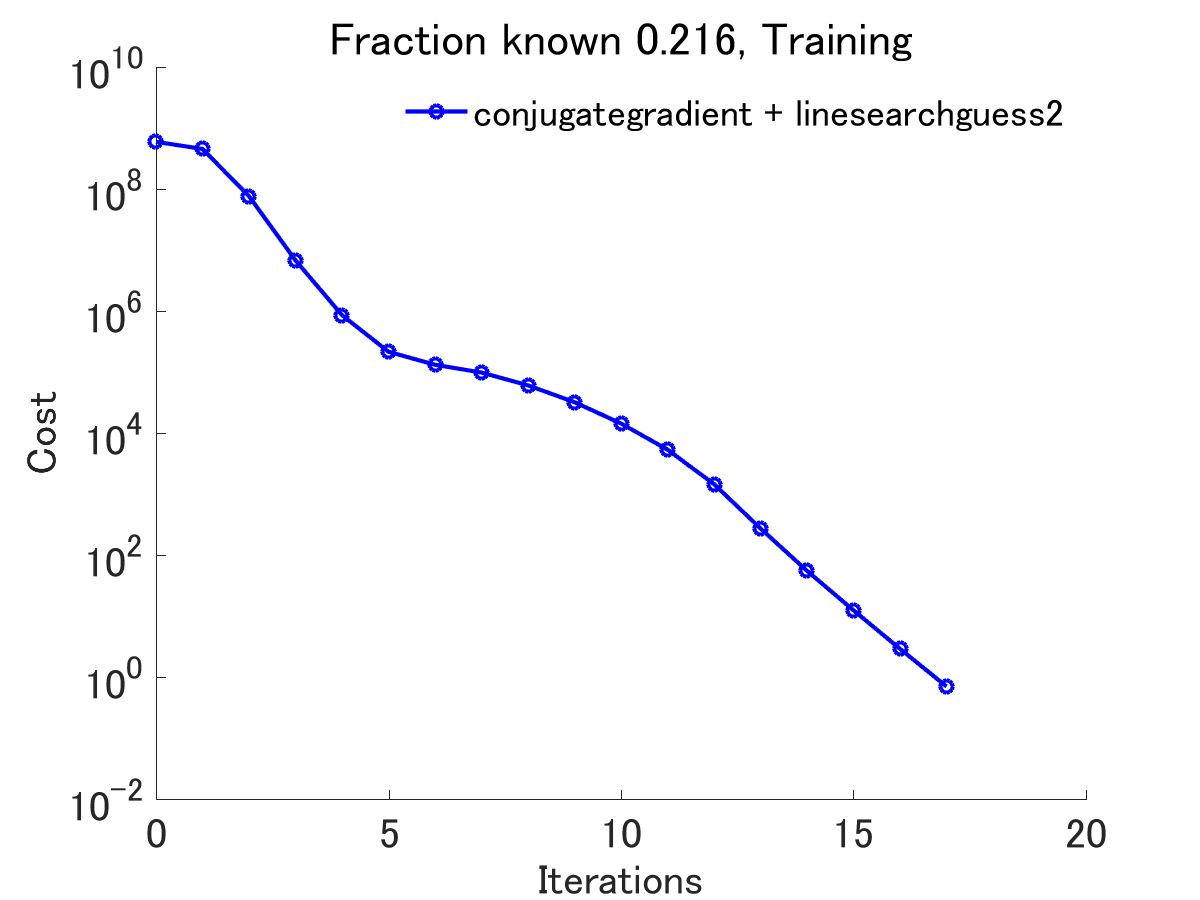 Fraction known 0.216, Training
conjugategradient + linesearchguess2
10^10
10^8
10^6
10^4
10^2
10^0
10^-2
Cost
0 5 10 15 20
Iterations